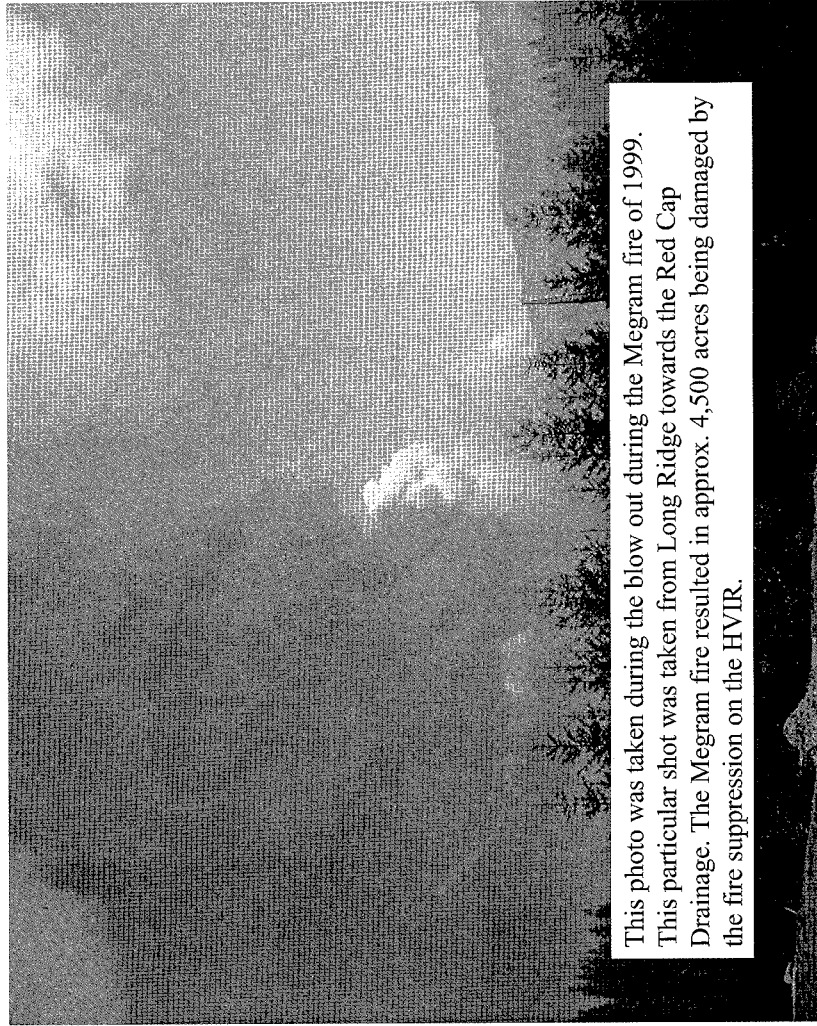 This photo was taken during the blow out during the Megram fire of 1999.
This particular shot was taken from Long Ridge towards the Red Cap
Drainage. The Megram fire resulted in approx. 4,500 acres being damaged by
the fire suppression on the HVIR.